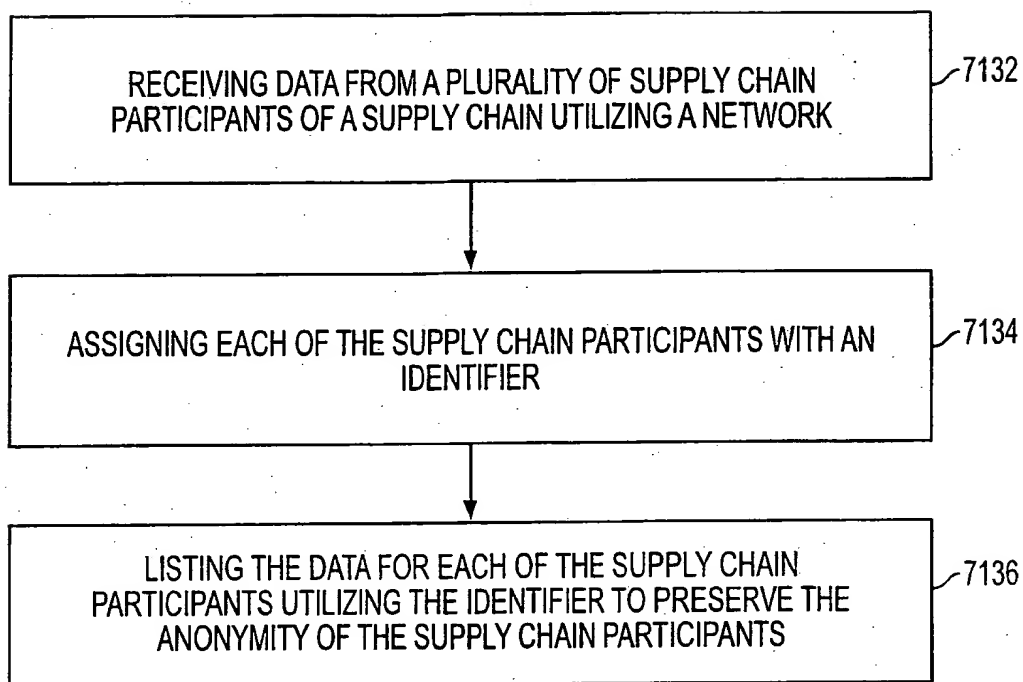 RECEIVING DATA FROM A PLURALITY OF SUPPLY CHAIN
PARTICIPANTS OF A SUPPLY CHAIN UTILIZING A NETWORK
7132
ASSIGNING EACH OF THE SUPPLY CHAIN PARTICIPANTS WITH AN
IDENTIFIER
7134
LISTING THE DATA FOR EACH OF THE SUPPLY CHAIN
PARTICIPANTS UTILIZING THE IDENTIFIER TO PRESERVE THE
ANONYMITY OF THE SUPPLY CHAIN PARTICIPANTS
7136